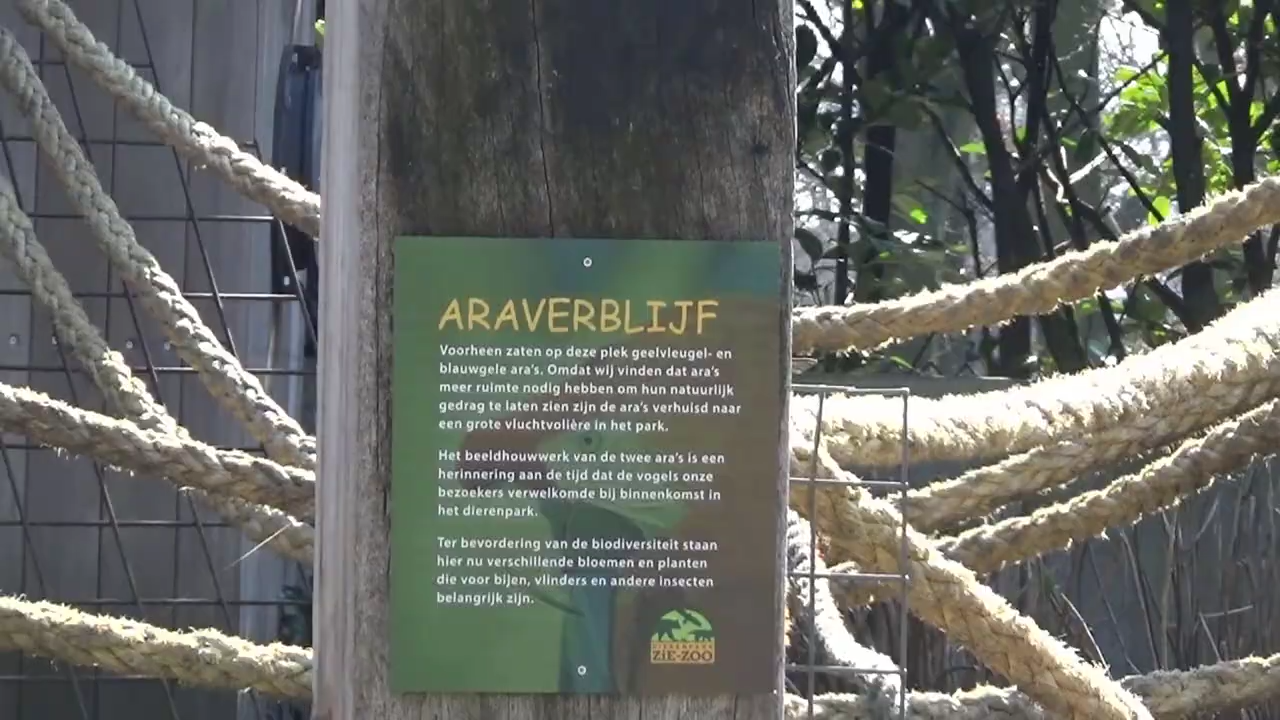 ARAVERBLIJF
Voorheen zaten op deze plek geelvleugel- en
blauwgele ara's. Omdat wij vinden dat ara's
meer ruimte nodig hebben om hun natuurlijk
gedrag te laten zien zijn de ara's verhuisd naar
een grote vluchtvolière in het park.
Het beeldhouwwerk van de twee ara's is een
herinnering aan de tijd dat de vogels onze
bezoekers verwelkomde bij binnenkomst in
het dierenpark.
Ter bevordering van de biodiversiteit staan
hier nu verschillende bloemen en planten
die voor bijen, vlinders en andere insecten
belangrijk zijn.
DIERENPARK
ZIE-ZOO